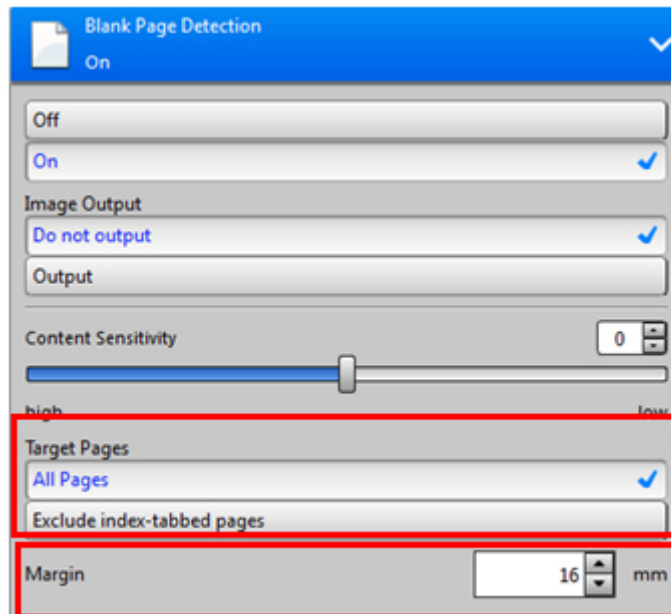 Blank Page Detection
On
Off
On
Image Output
Do not output
Output
Content Sensitivity 0
high low
Target Pages
All Pages
Exclude index-tabbed pages
Margin 16 mm